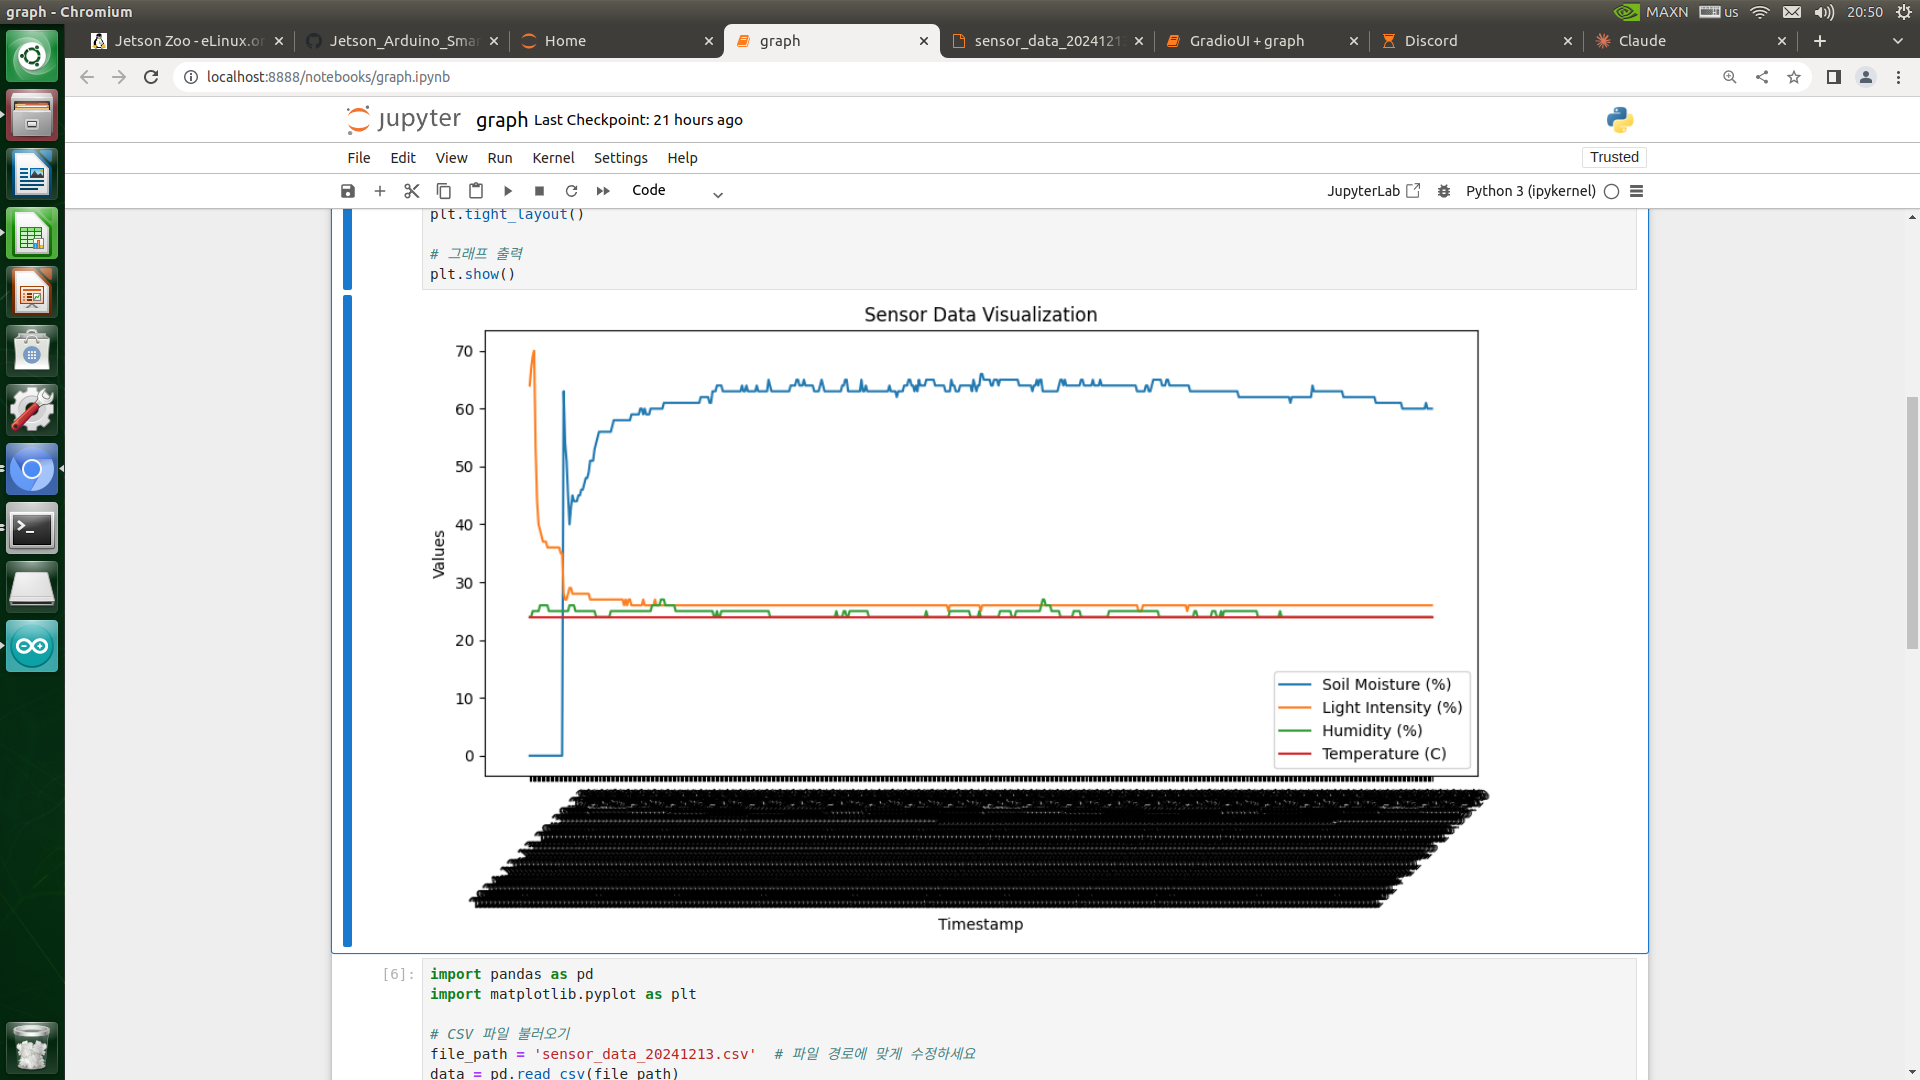 graph - Chromium
MAXN us 20:50
Jetson Zoo - eLinux.o
Jetson_Arduino_Sma
Home
graph
sensor_data_2024121
GradioUI + graph
Discord
Claude
localhost:8888/notebooks/graph.ipynb
jupyter graph Last Checkpoint: 21 hours ago
File Edit View Run Kernel Settings Help
Trusted
Code
JupyterLab
Python 3 (ipykernel)
plt.tight_layout()
# 그래프 출력
plt.show()
Sensor Data Visualization
70
60
50
40
30
20
10
0
Values
Soil Moisture (%)
Light Intensity (%)
Humidity (%)
Temperature (C)
Timestamp
[6]:
import pandas as pd
import matplotlib.pyplot as plt
# CSV 파일 불러오기
file_path = 'sensor_data_20241213.csv' # 파일 경로에 맞게 수정하세요
data = pd.read_csv(file_path)